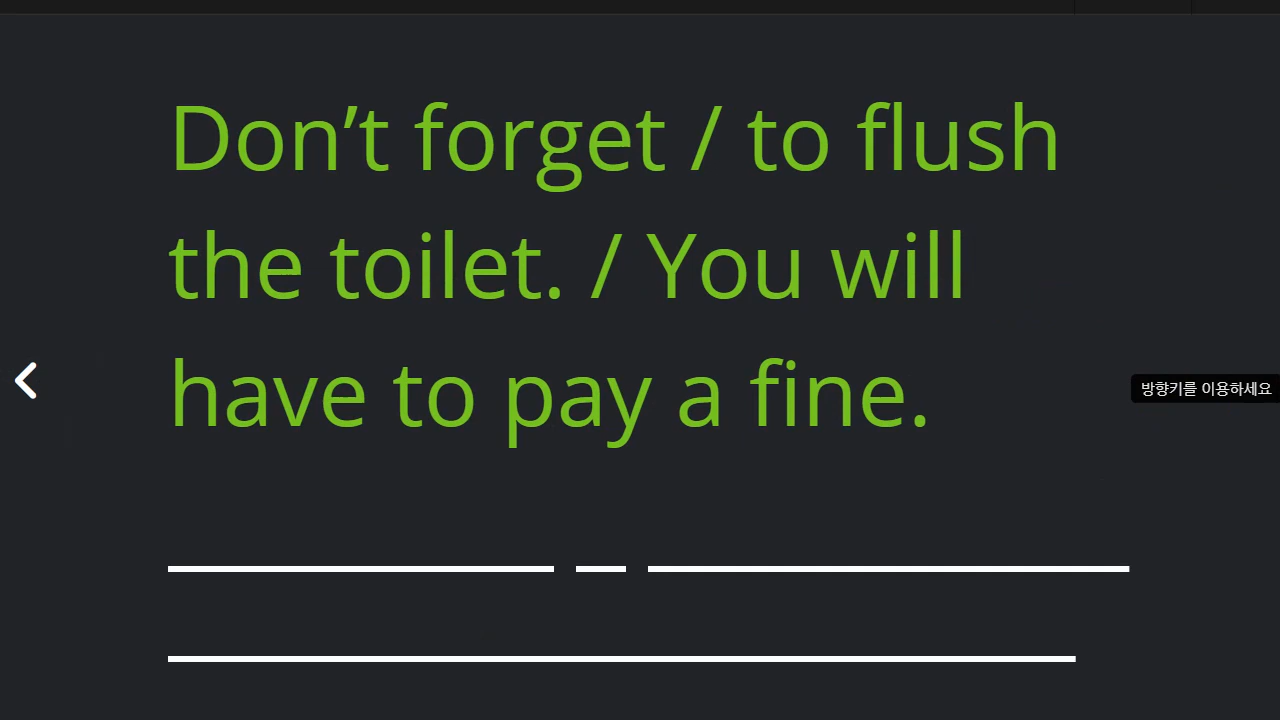 Don’t forget / to flush
the toilet. / You will
have to pay a fine.
방향키를 이용하세요